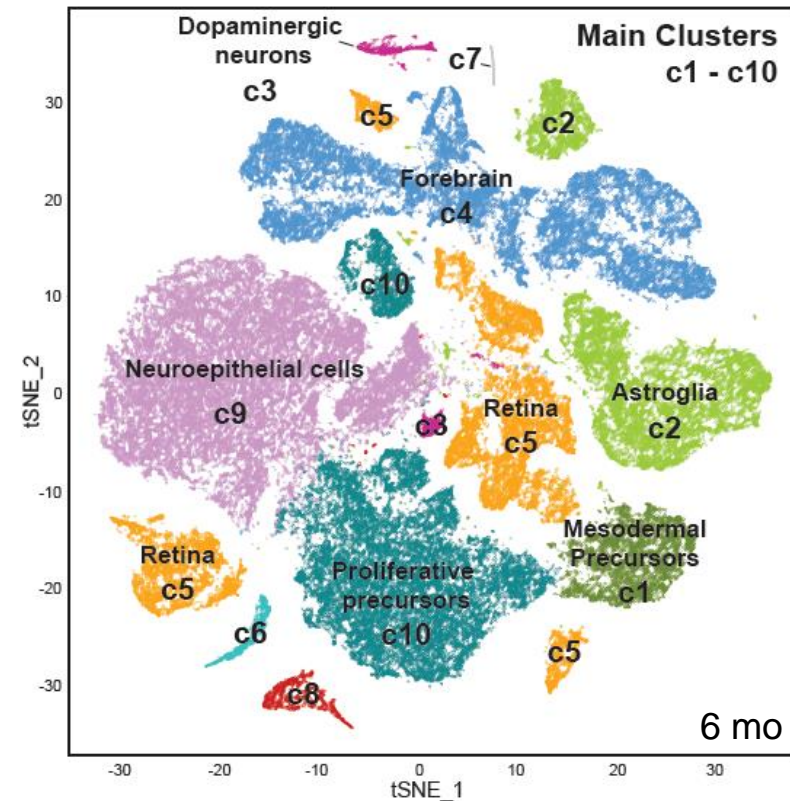 Dopaminergic
neurons
c3
c7
Main Clusters
c1 - c10
c5
c2
Forebrain
c4
c10
Neuroepithelial cells
c9
c3
Retina
c5
Astroglia
c2
Mesodermal
Precursors
c1
Retina
c5
Proliferative
precursors
c10
c6
c5
c8
6 mo
30
20
10
0
-10
-20
-30
tSNE_2
-30
-20
-10
0
10
20
30
tSNE_1